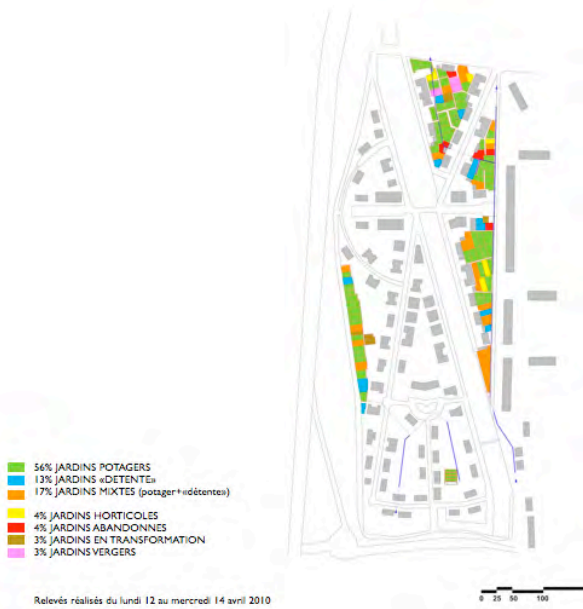 56% JARDINS POTAGERS
13% JARDINS «DETENTE»
17% JARDINS MIXTES (potager+«détente»)
4% JARDINS HORTICOLES
4% JARDINS ABANDONNES
3% JARDINS EN TRANSFORMATION
3% JARDINS VERGERS
Relevés réalisés du lundi 12 au mercredi 14 avril 2010
0 25 50 100